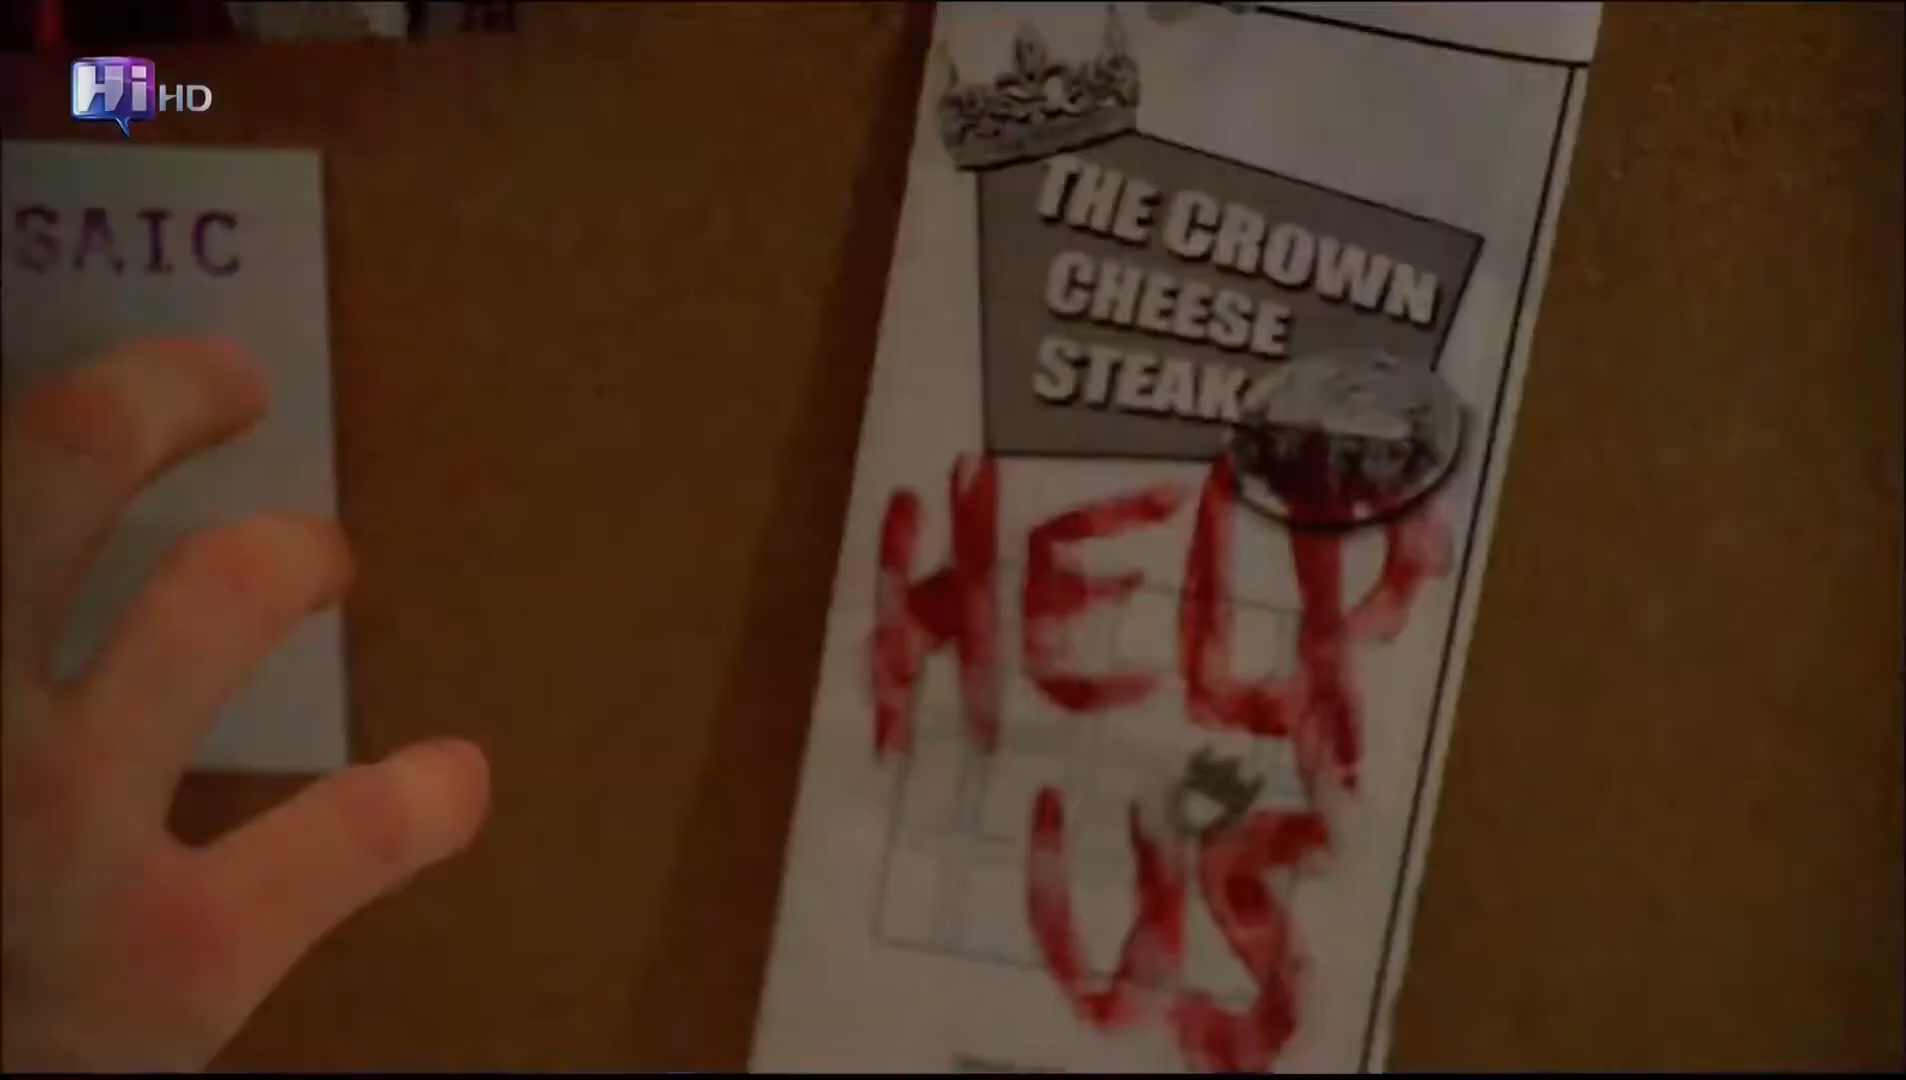 Hi HD
SAIC
THE CROWN
CHEESE
STEAK
HELP
US